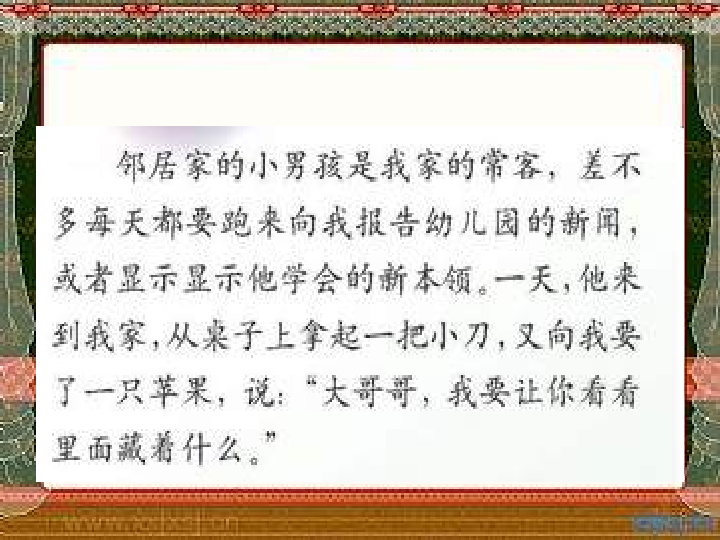 邻居家的小男孩是我家的常客，差不
多每天都要跑来向我报告幼儿园的新闻，
或者显示显示他学会的新本领。一天，他来
到我家，从桌子上拿起一把小刀，又向我要
了一只苹果，说：“大哥哥，我要让你看看
里面藏着什么。”